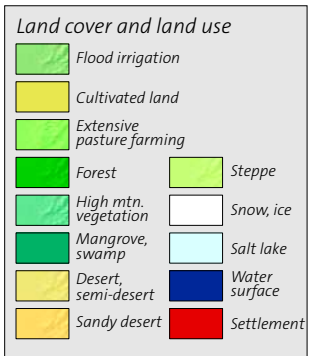 Land cover and land use
Flood irrigation
Cultivated land
Extensive
pasture farming
Forest
High mtn.
vegetation
Mangrove,
swamp
Desert,
semi-desert
Sandy desert
Steppe
Snow, ice
Salt lake
Water
surface
Settlement